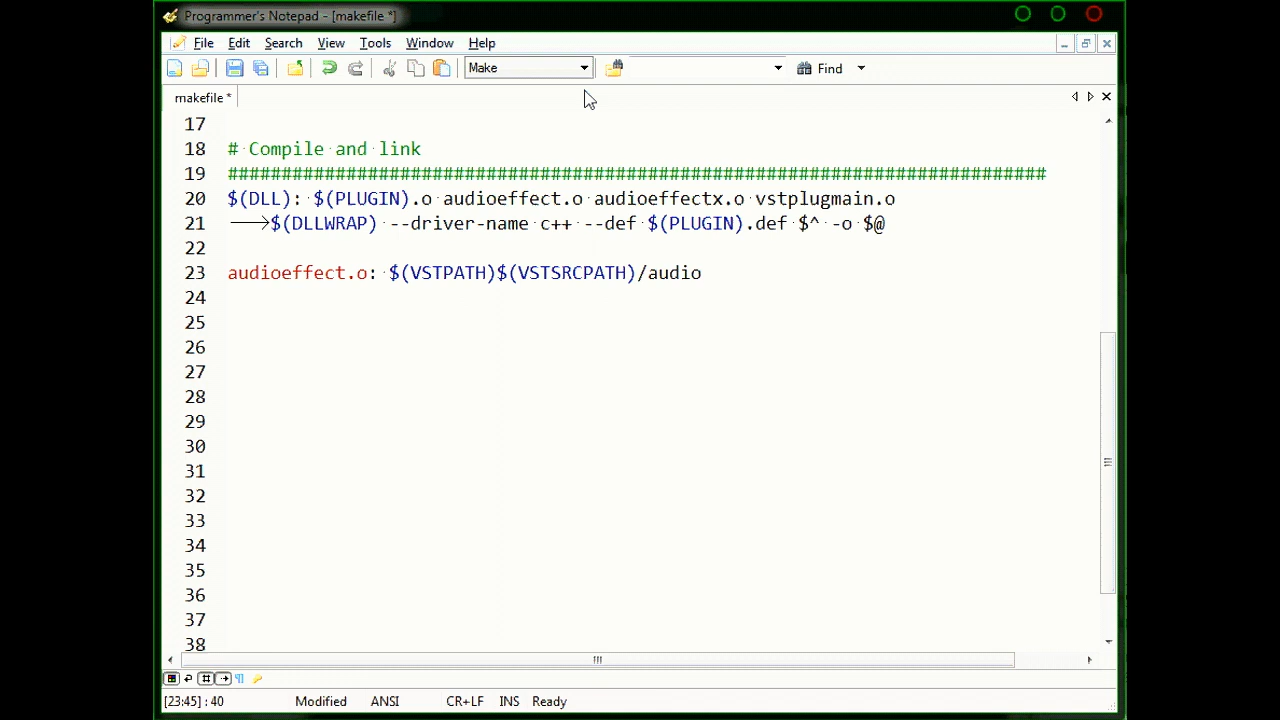 Programmer's Notepad - [makefile *]
File Edit Search View Tools Window Help
Make Find
makefile *
17
18 # Compile and link
19 ############################################################################
20 $(DLL): $(PLUGIN).o audioeffect.o audioeffectx.o vstplugmain.o
21 $(DLLWRAP) --driver-name c++ --def $(PLUGIN).def $^ -o $@
22
23 audioeffect.o: $(VSTPATH)$(VSTSRCPATH)/audio
24
25
26
27
28
29
30
31
32
33
34
35
36
37
38
[23:45] : 40 Modified ANSI CR+LF INS Ready